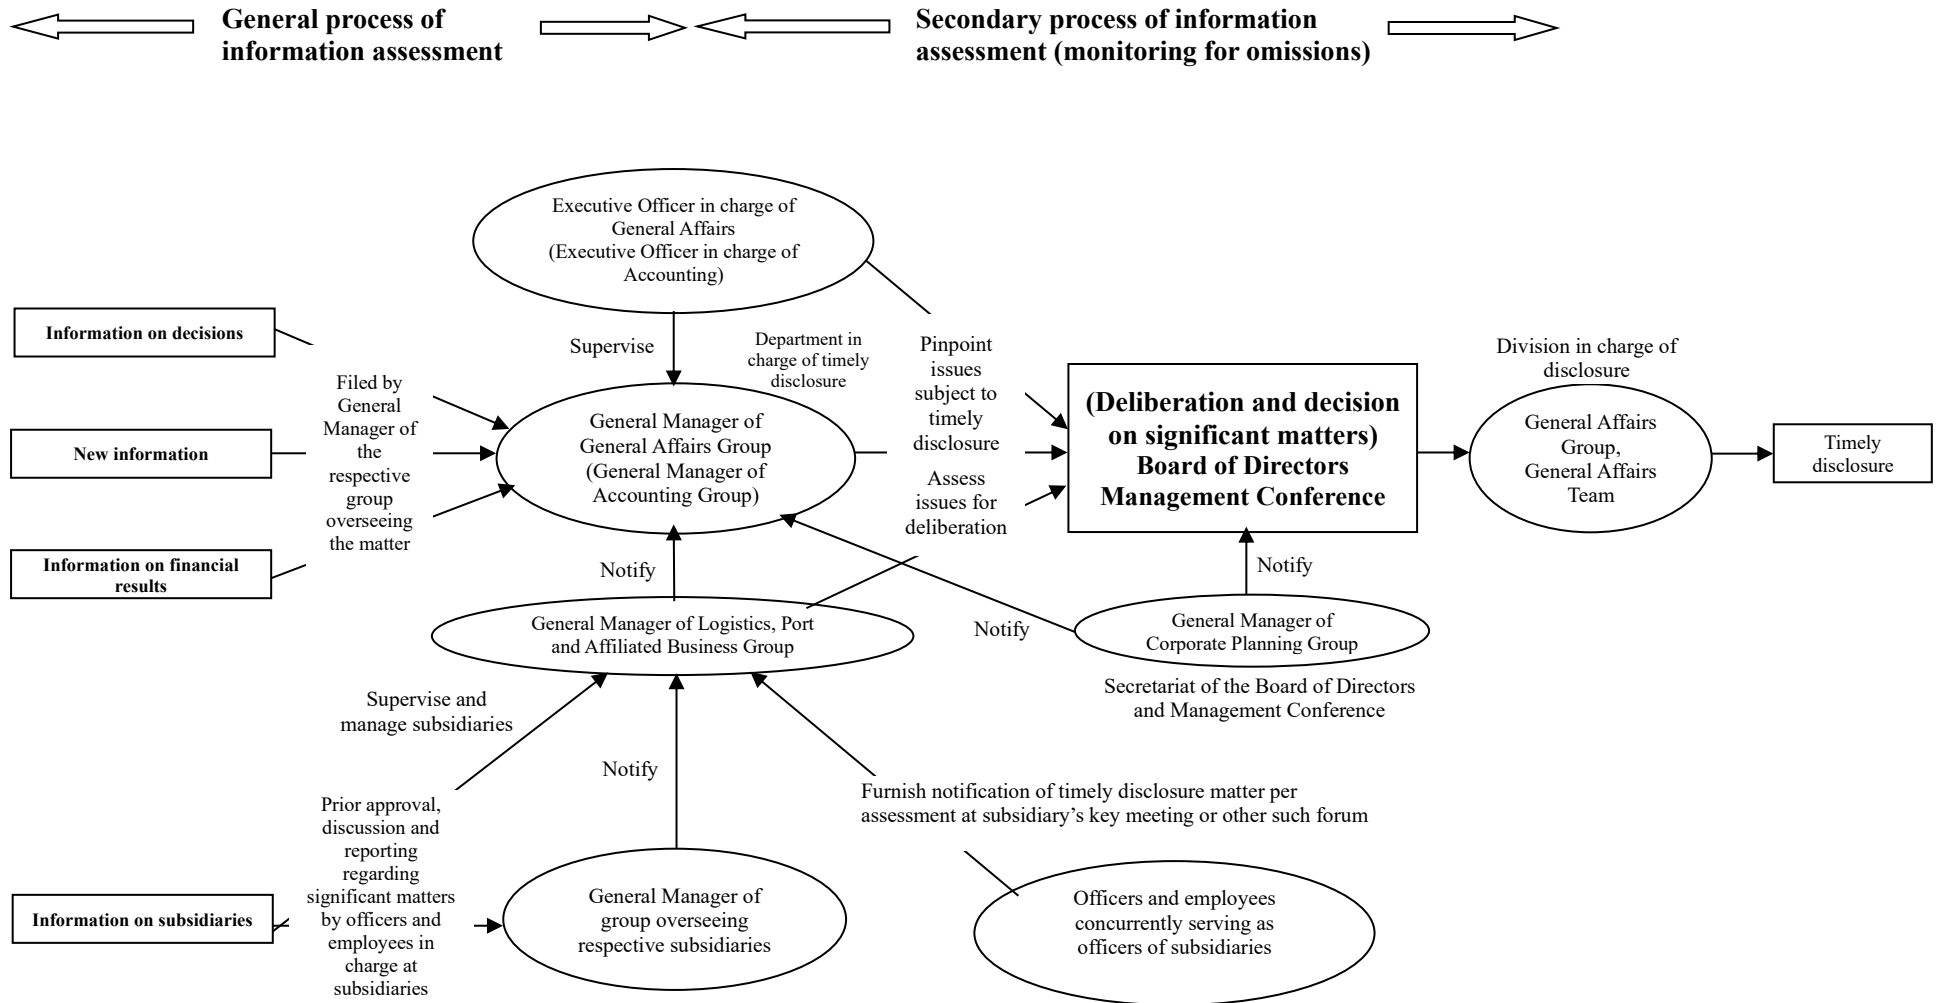 General process of
information assessment
Secondary process of information
assessment (monitoring for omissions)
Executive Officer in charge of
General Affairs
(Executive Officer in charge of
Accounting)
Information on decisions
New information
Information on financial
results
Filed by
General
Manager of
the
respective
group
overseeing
the matter
Supervise
Department in
charge of timely
disclosure
General Manager of
General Affairs Group
(General Manager of
Accounting Group)
Pinpoint
issues
subject to
timely
disclosure
Assess
issues for
deliberation
(Deliberation and decision
on significant matters)
Board of Directors
Management Conference
Division in charge of
disclosure
General Affairs
Group,
General Affairs
Team
Timely
disclosure
Notify
General Manager of Logistics, Port
and Affiliated Business Group
Notify
Notify
General Manager of
Corporate Planning Group
Secretariat of the Board of Directors
and Management Conference
Supervise and
manage subsidiaries
Notify
Furnish notification of timely disclosure matter per
assessment at subsidiary’s key meeting or other such forum
Information on subsidiaries
Prior approval,
discussion and
reporting
regarding
significant matters
by officers and
employees in
charge at
subsidiaries
General Manager of
group overseeing
respective subsidiaries
Officers and employees
concurrently serving as
officers of subsidiaries